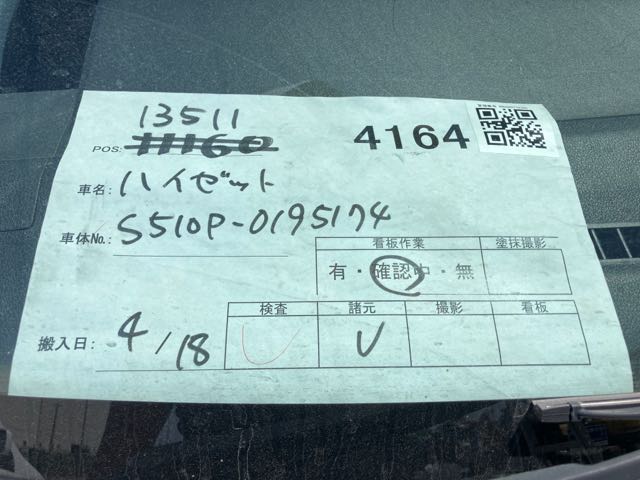 13511
POS: 11160
4164
車名: ハイゼット
車体No.: S510P-0195174
看板作業 塗抹撮影
有・確認中・無
検査 諸元 撮影 看板
搬入日: 4/18